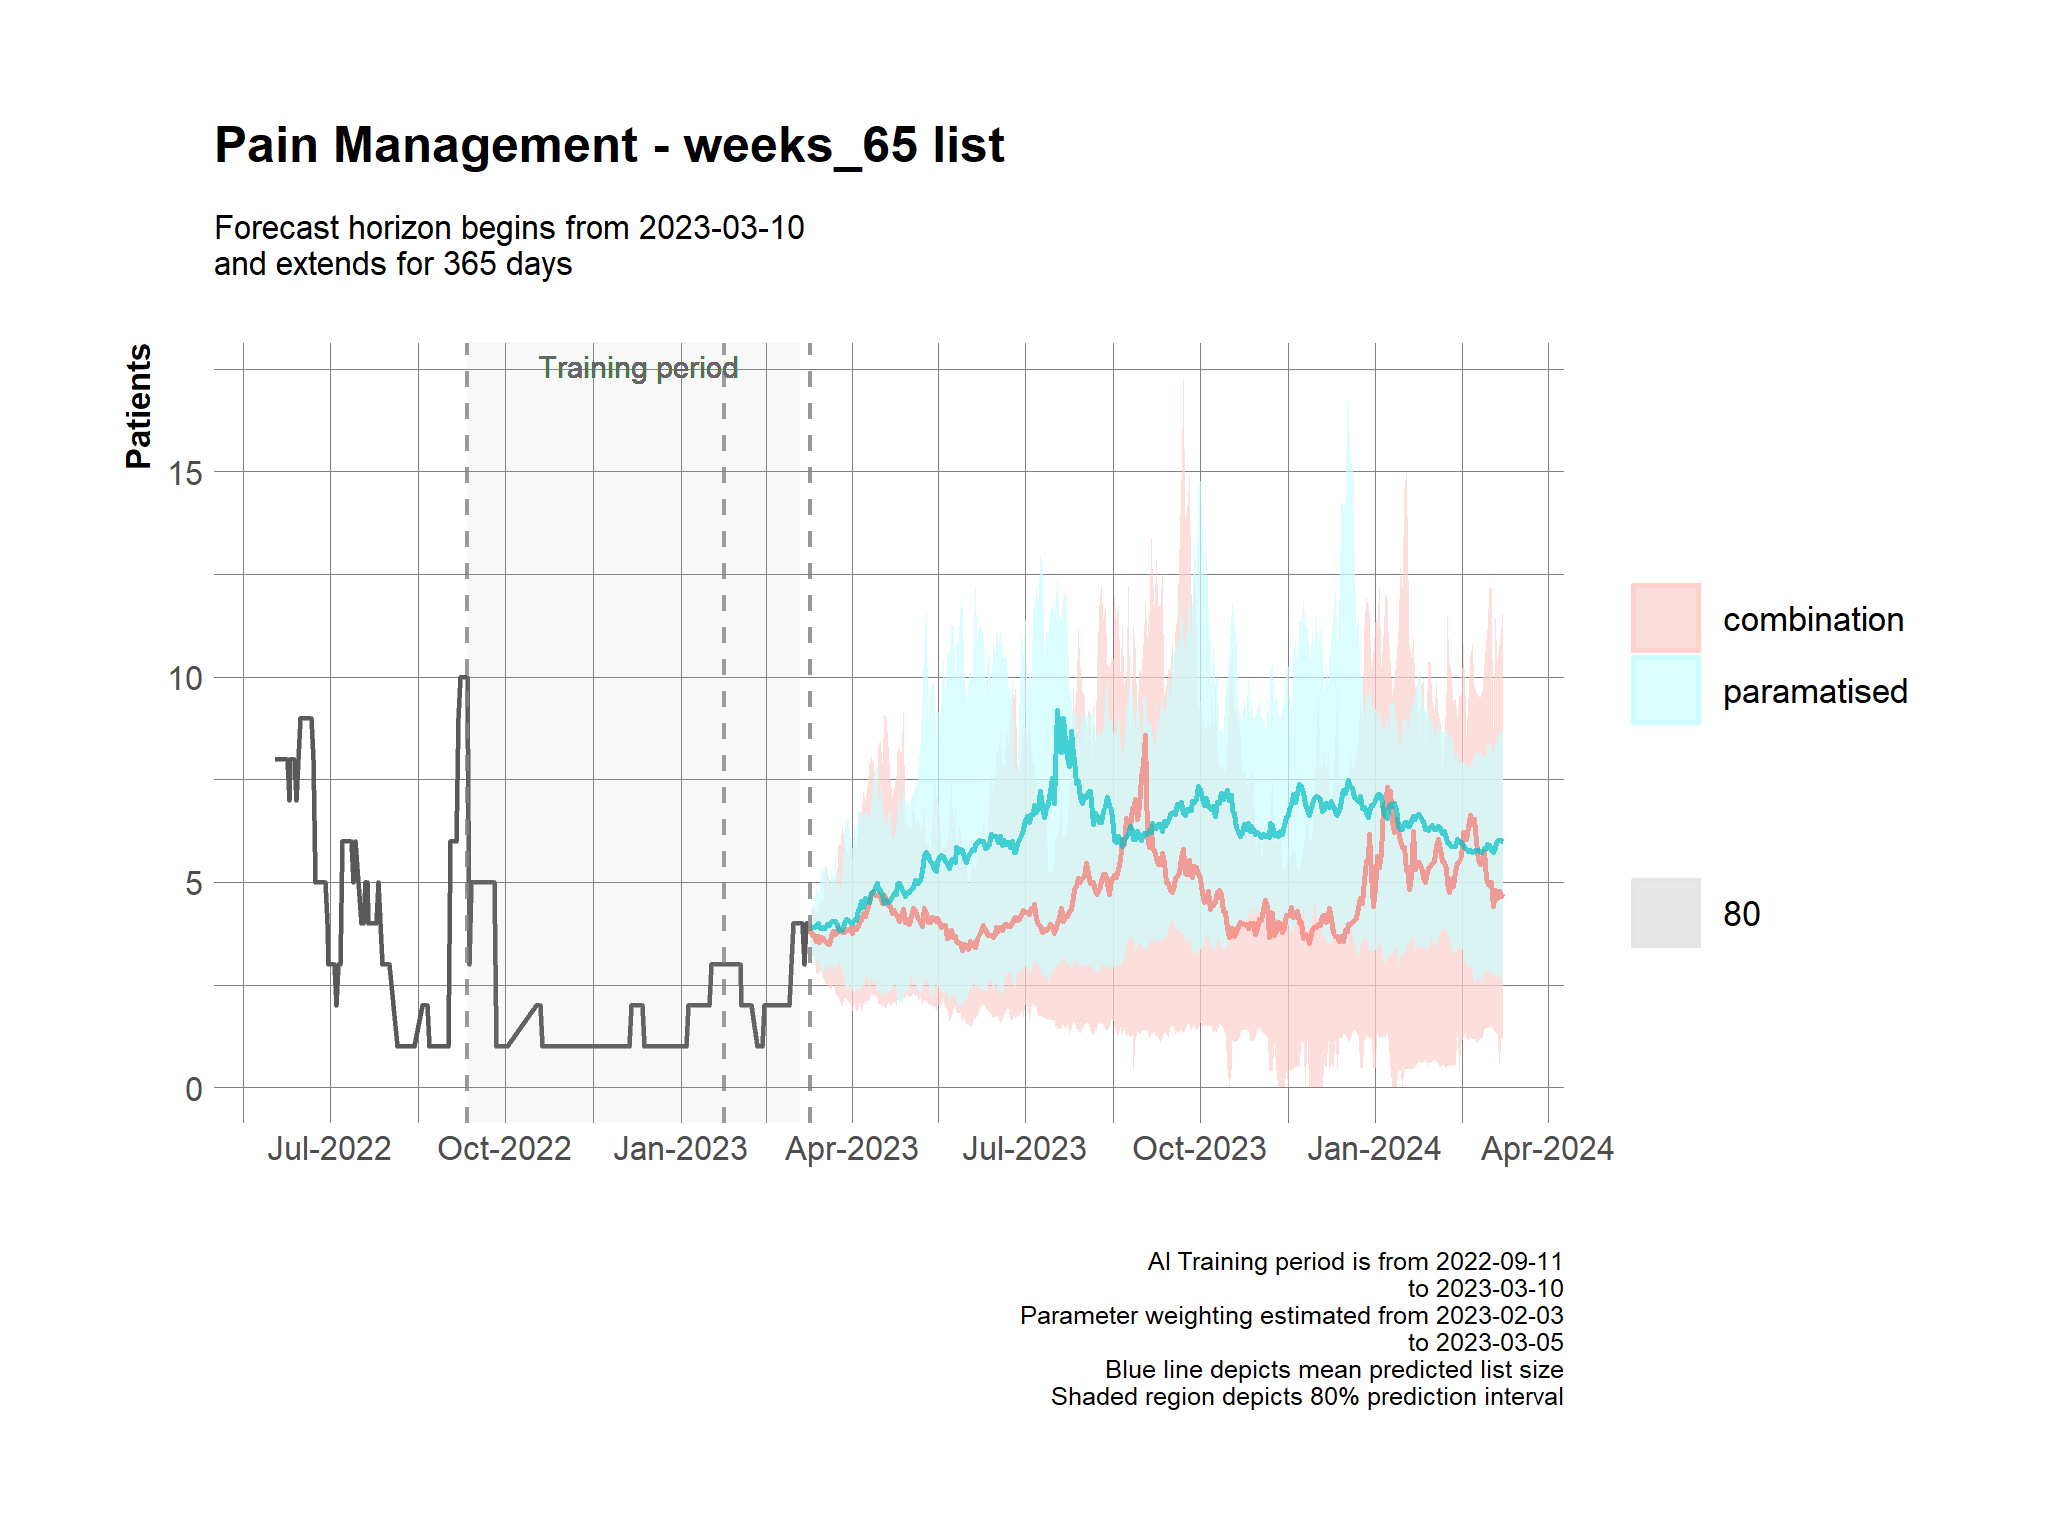 Pain Management - weeks_65 list
Forecast horizon begins from 2023-03-10
and extends for 365 days
Patients
Training period
15
10
5
0
Jul-2022
Oct-2022
Jan-2023
Apr-2023
Jul-2023
Oct-2023
Jan-2024
Apr-2024
combination
paramatised
80
AI Training period is from 2022-09-11
to 2023-03-10
Parameter weighting estimated from 2023-02-03
to 2023-03-05
Blue line depicts mean predicted list size
Shaded region depicts 80% prediction interval